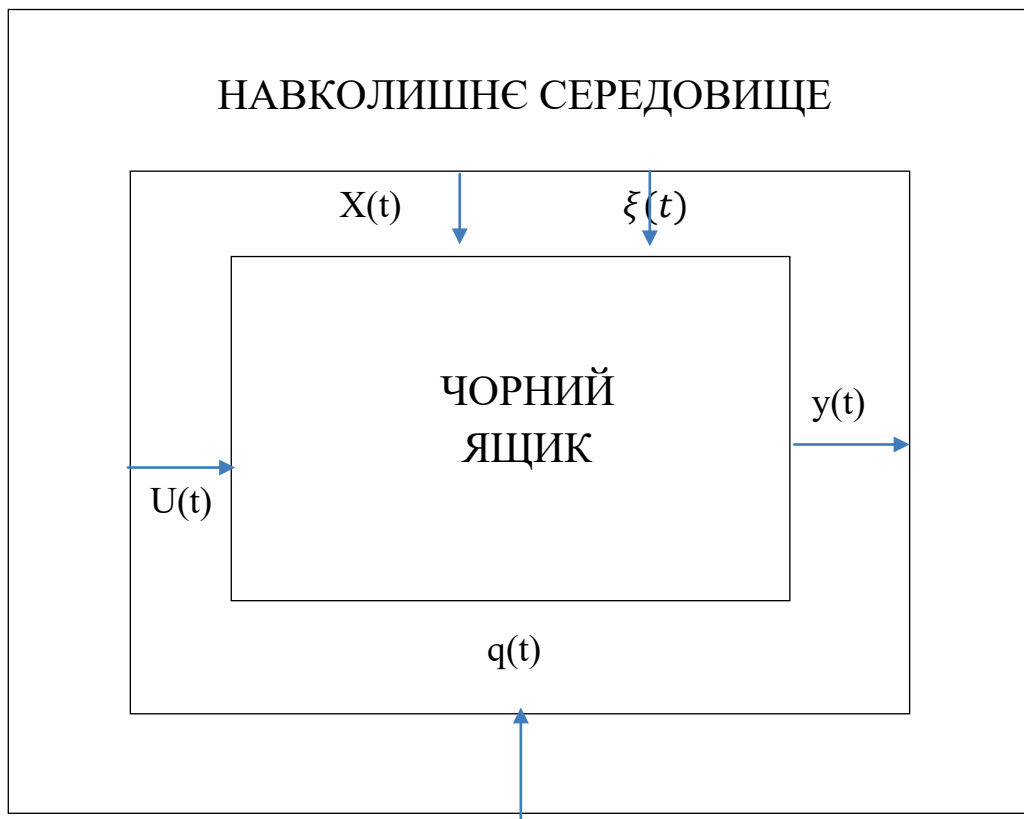 НАВКОЛИШНЄ СЕРЕДОВИЩЕ
X(t)
ξ(t)
ЧОРНИЙ
ЯЩИК
y(t)
U(t)
q(t)